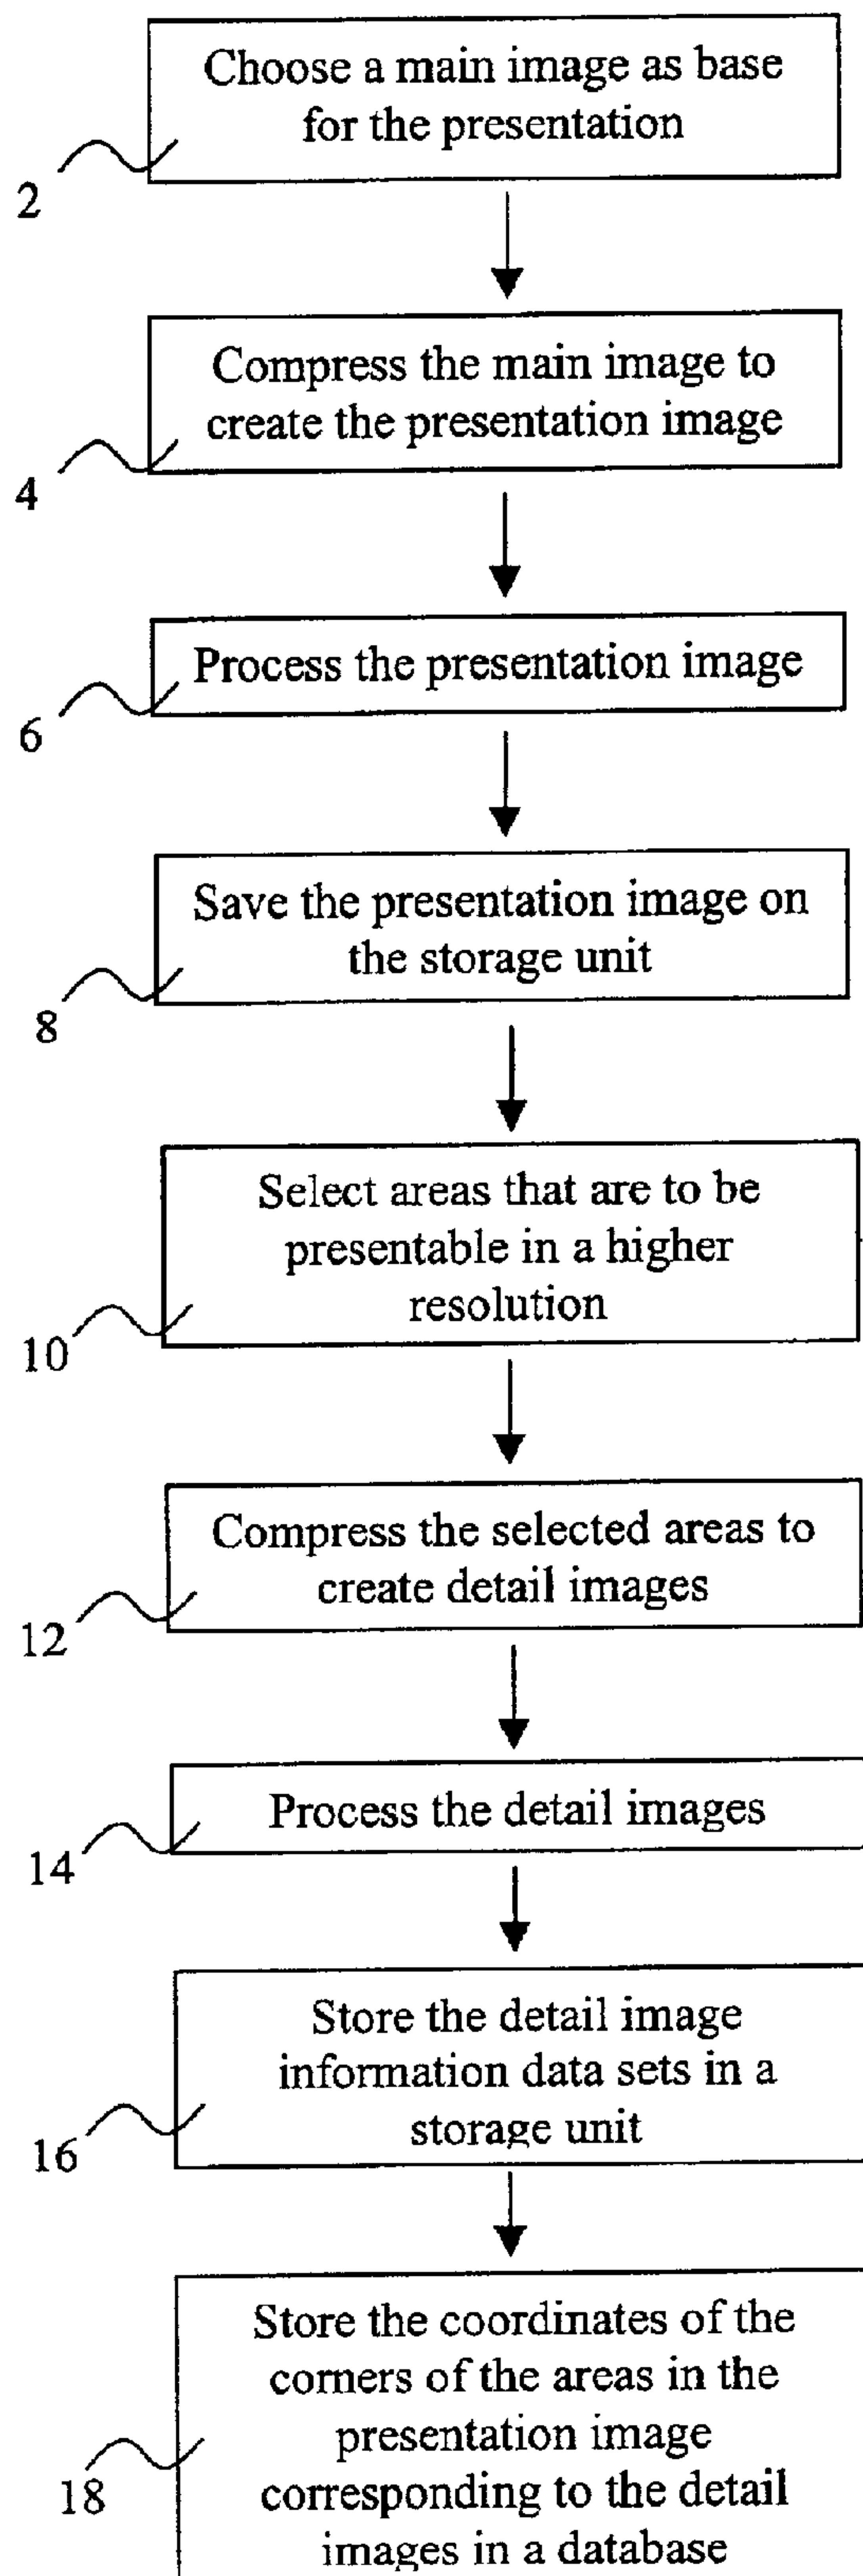 Choose a main image as base
for the presentation
2
Compress the main image to
create the presentation image
4
Process the presentation image
6
Save the presentation image on
the storage unit
8
Select areas that are to be
presentable in a higher
resolution
10
Compress the selected areas to
create detail images
12
Process the detail images
14
Store the detail image
information data sets in a
storage unit
16
Store the coordinates of the
corners of the areas in the
presentation image
corresponding to the detail
images in a database
18